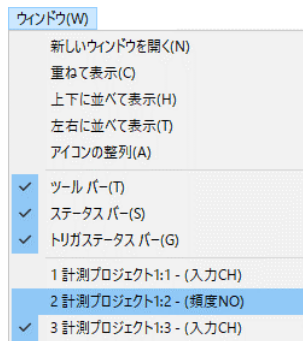 ウィンドウ(W)
新しいウィンドウを開く(N)
重ねて表示(C)
上下に並べて表示(H)
左右に並べて表示(T)
アイコンの整列(A)
ツール バー(T)
ステータス バー(S)
トリガステータス バー(G)
1 計測プロジェクト1:1 - (入力CH)
2 計測プロジェクト1:2 - (頻度NO)
3 計測プロジェクト1:3 - (入力CH)